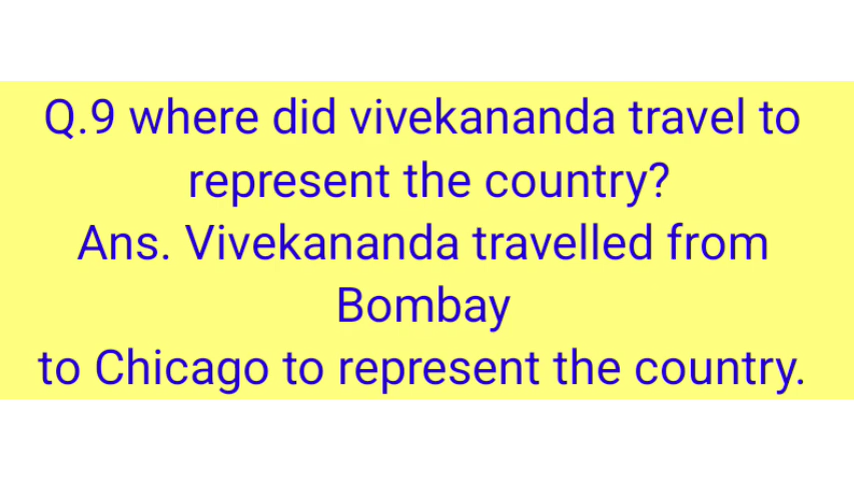 Q.9 where did vivekananda travel to
represent the country?
Ans. Vivekananda travelled from
Bombay
to Chicago to represent the country.